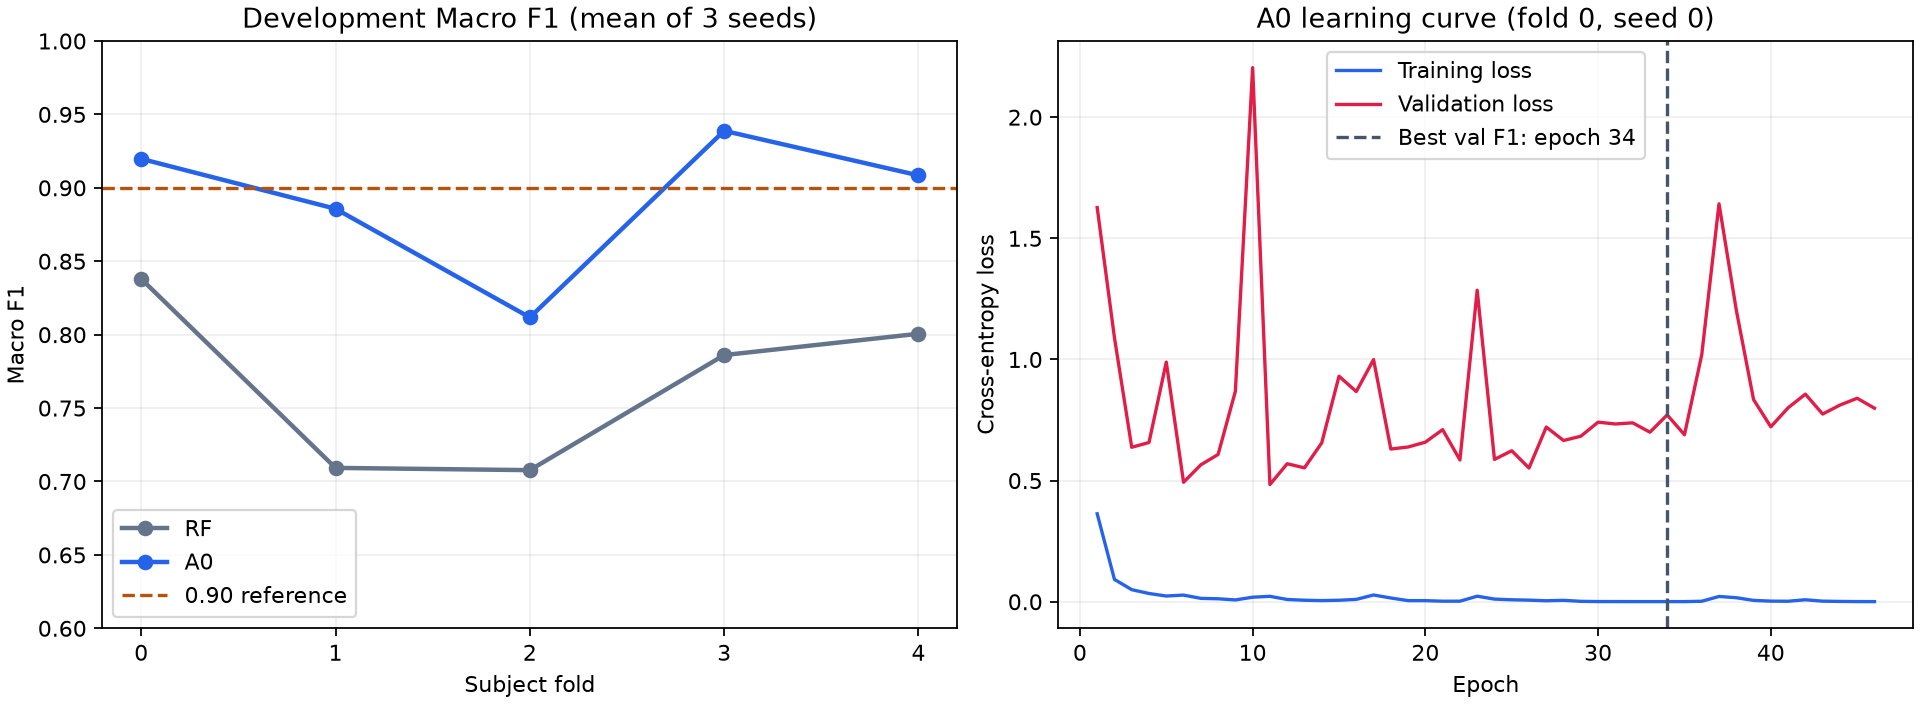 Development Macro F1 (mean of 3 seeds)
Macro F1
1.00
0.95
0.90
0.85
0.80
0.75
0.70
0.65
0.60
RF
A0
0.90 reference
0
1
2
3
4
Subject fold
A0 learning curve (fold 0, seed 0)
Cross-entropy loss
2.0
1.5
1.0
0.5
0.0
Training loss
Validation loss
Best val F1: epoch 34
0
10
20
30
40
Epoch